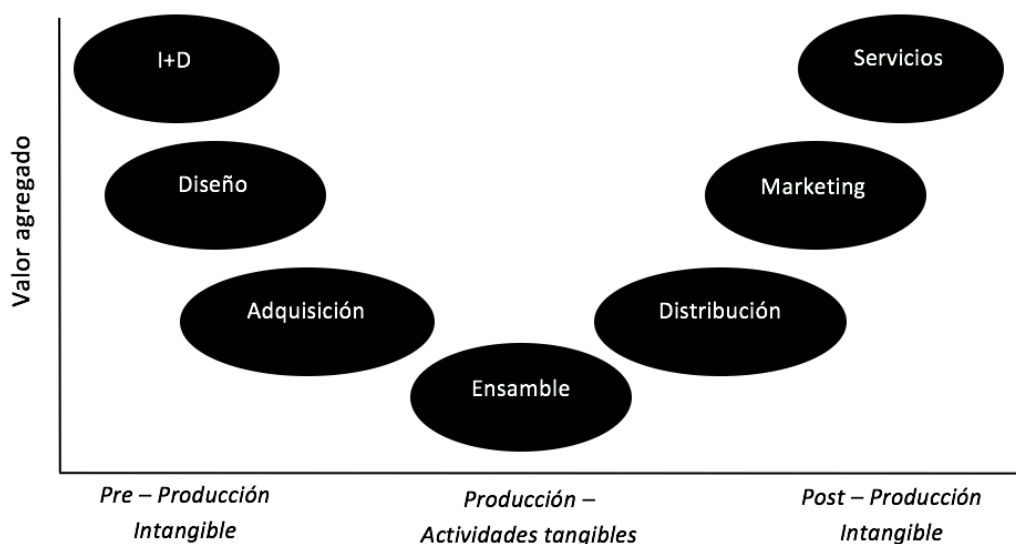 I+D
Servicios
Diseño
Marketing
Adquisición
Distribución
Ensamble
Valor agregado
Pre – Producción
Intangible
Producción –
Actividades tangibles
Post – Producción
Intangible